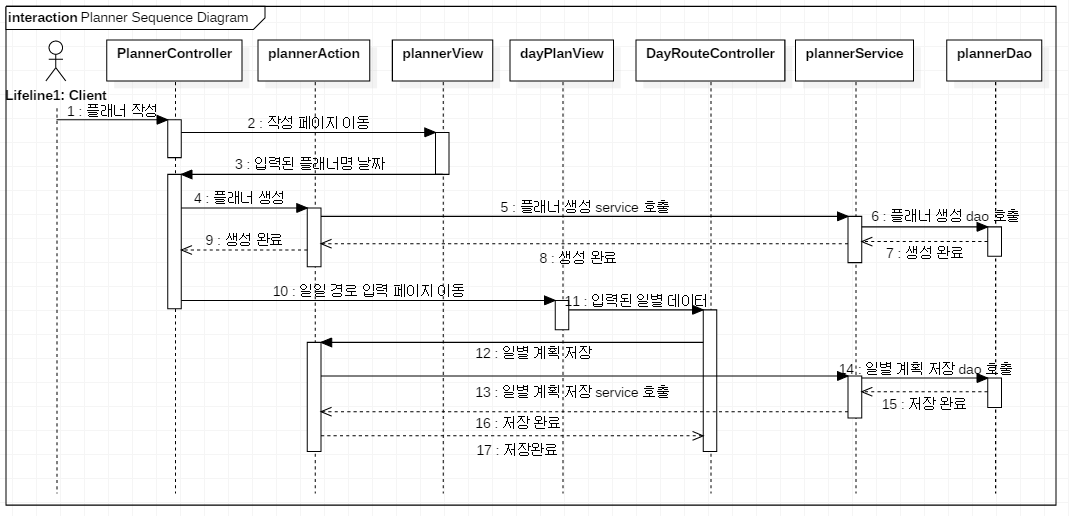 interaction Planner Sequence Diagram
PlannerController
plannerAction
plannerView
dayPlanView
DayRouteController
plannerService
plannerDao
Lifeline1: Client
1 : 플래너 작성
2 : 작성 페이지 이동
3 : 입력된 플래너명 날짜
4 : 플래너 생성
5 : 플래너 생성 service 호출
6 : 플래너 생성 dao 호출
7 : 생성 완료
8 : 생성 완료
9 : 생성 완료
10 : 일일 경로 입력 페이지 이동
11 : 입력된 일별 데이터
12 : 일별 계획 저장
13 : 일별 계획 저장 service 호출
14 : 일별 계획 저장 dao 호출
15 : 저장 완료
16 : 저장 완료
17 : 저장완료